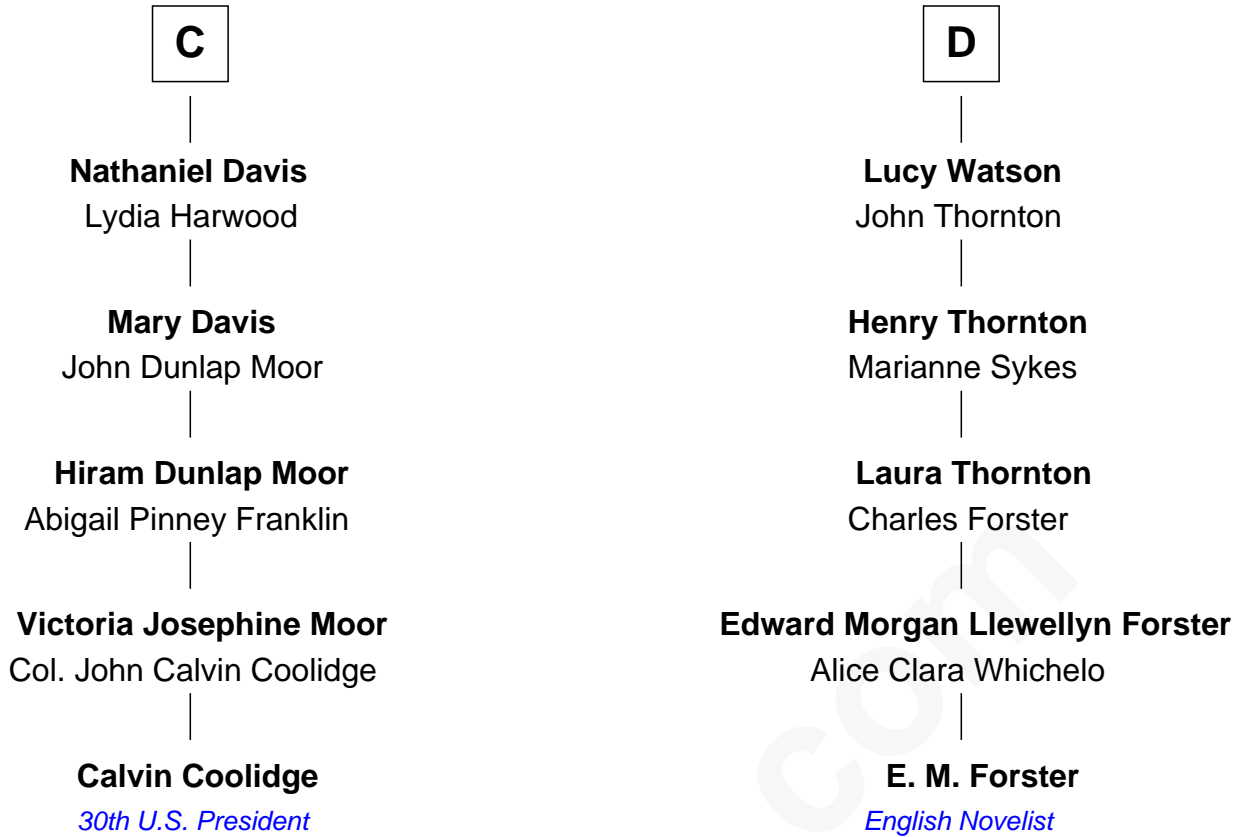 C
Nathaniel Davis
Lydia Harwood
Mary Davis
John Dunlap Moor
Hiram Dunlap Moor
Abigail Pinney Franklin
Victoria Josephine Moor
Col. John Calvin Coolidge
Calvin Coolidge
30th U.S. President
D
Lucy Watson
John Thornton
Henry Thornton
Marianne Sykes
Laura Thornton
Charles Forster
Edward Morgan Llewellyn Forster
Alice Clara Whichelo
E. M. Forster
English Novelist
com